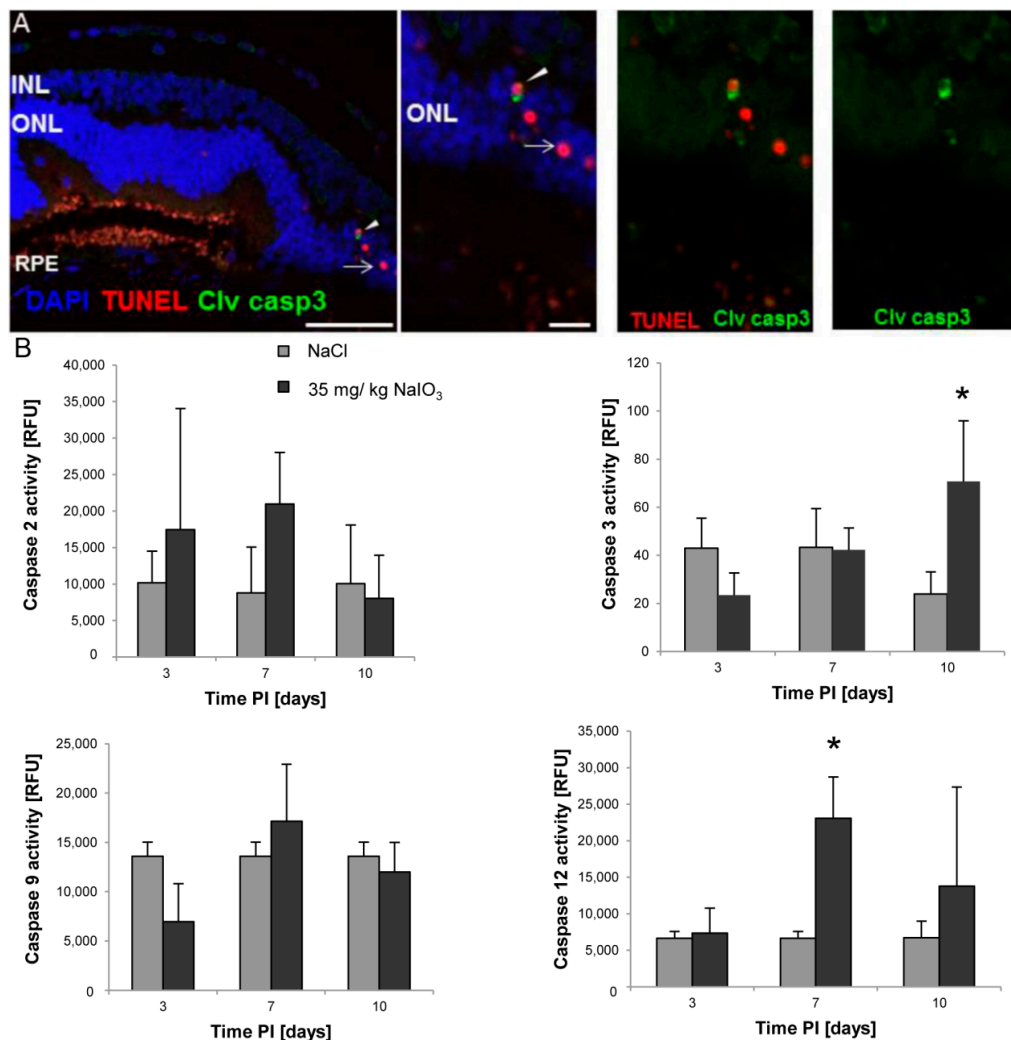 A
INL
ONL
RPE
DAPI TUNEL Clv casp3
ONL
TUNEL Clv casp3
Clv casp3
B
NaCl
35 mg/ kg NaIO₃
Caspase 2 activity [RFU]
40,000
35,000
30,000
25,000
20,000
15,000
10,000
5,000
0
3 7 10
Time PI [days]
Caspase 3 activity [RFU]
120
100
80
60
40
20
0
*
3 7 10
Time PI [days]
Caspase 9 activity [RFU]
25,000
20,000
15,000
10,000
5,000
0
3 7 10
Time PI [days]
Caspase 12 activity [RFU]
35,000
30,000
25,000
20,000
15,000
10,000
5,000
0
*
3 7 10
Time PI [days]